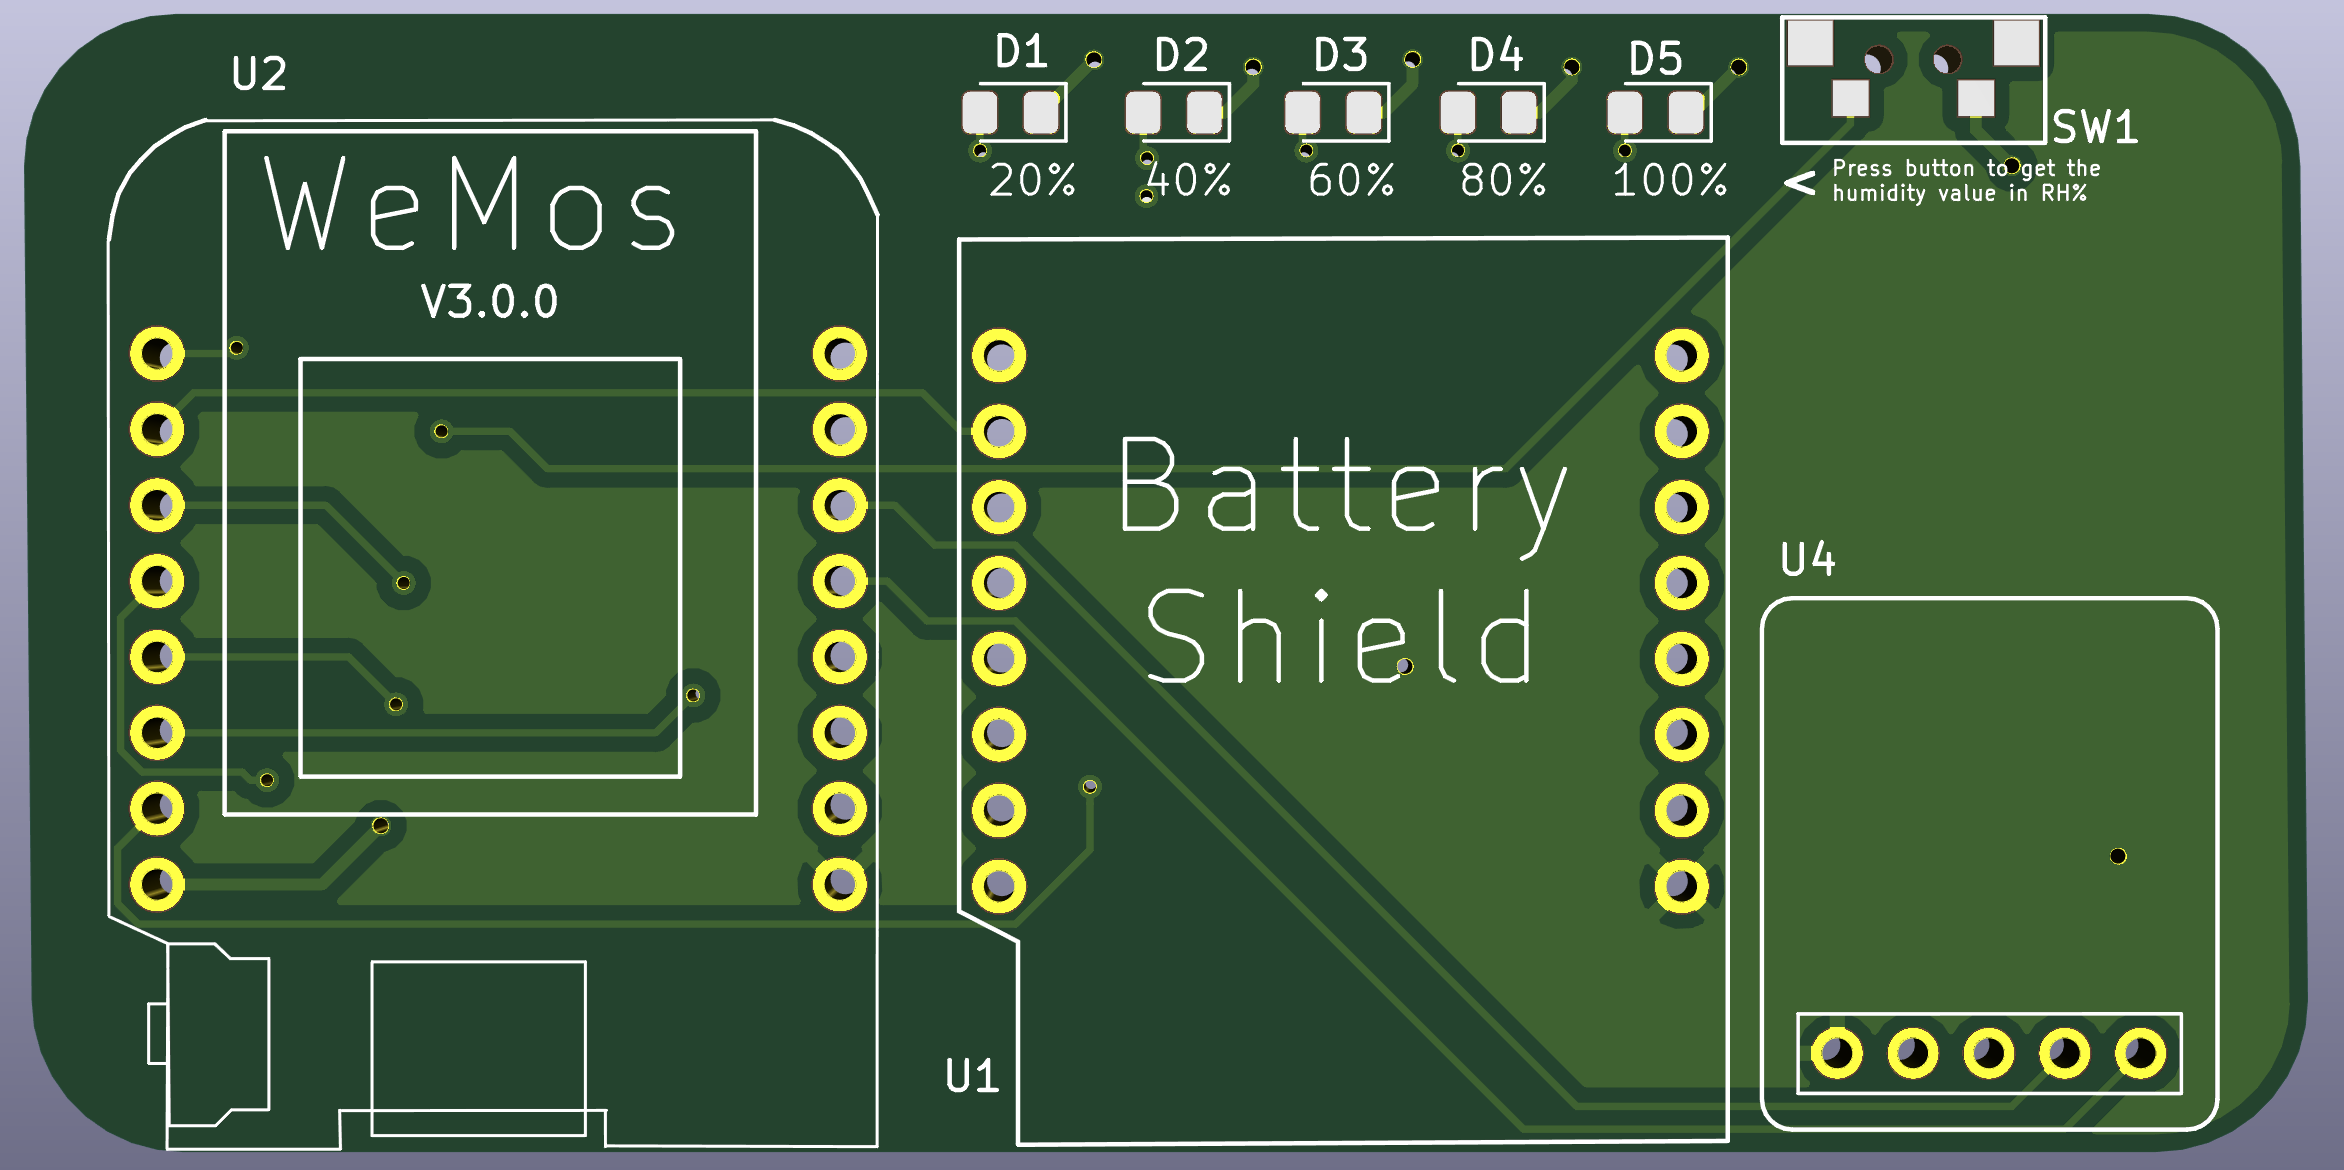 U2
D1 D2 D3 D4 D5
20% 40% 60% 80% 100%
SW1
< Press button to get the
humidity value in RH%
WeMos
V3.0.0
Battery
Shield
U4
U1